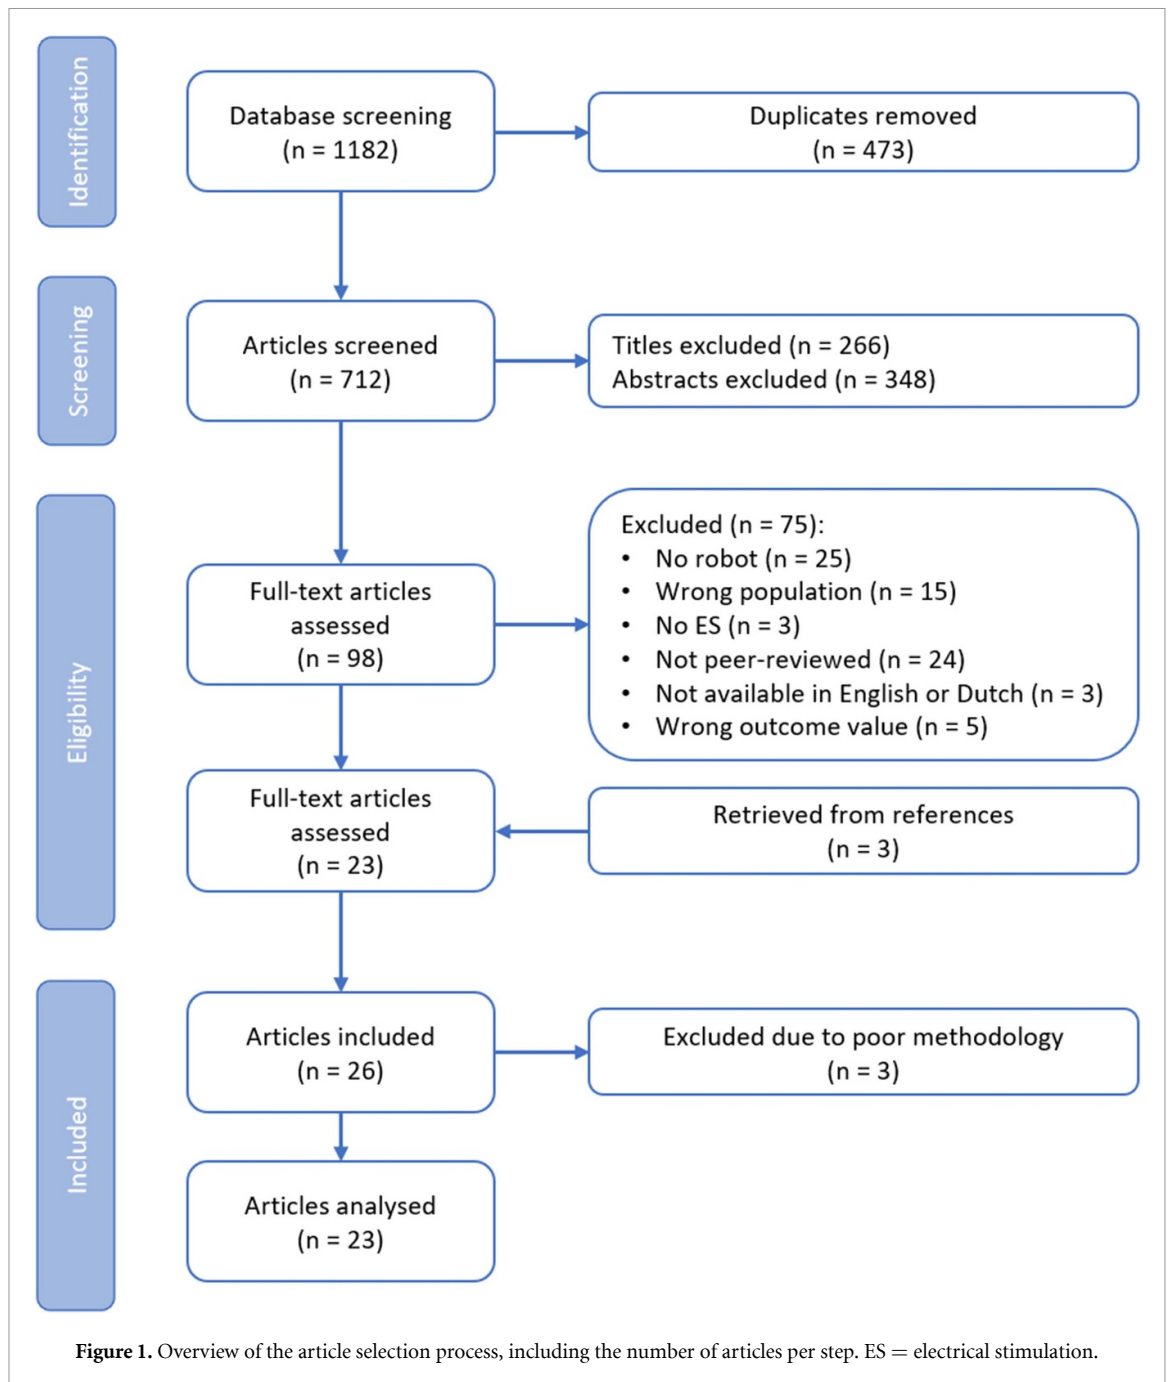 Identification
Database screening
(n = 1182)
Duplicates removed
(n = 473)
Screening
Articles screened
(n = 712)
Titles excluded (n = 266)
Abstracts excluded (n = 348)
Eligibility
Full-text articles
assessed
(n = 98)
Excluded (n = 75):
• No robot (n = 25)
• Wrong population (n = 15)
• No ES (n = 3)
• Not peer-reviewed (n = 24)
• Not available in English or Dutch (n = 3)
• Wrong outcome value (n = 5)
Full-text articles
assessed
(n = 23)
Retrieved from references
(n = 3)
Included
Articles included
(n = 26)
Excluded due to poor methodology
(n = 3)
Articles analysed
(n = 23)
Figure 1. Overview of the article selection process, including the number of articles per step. ES = electrical stimulation.